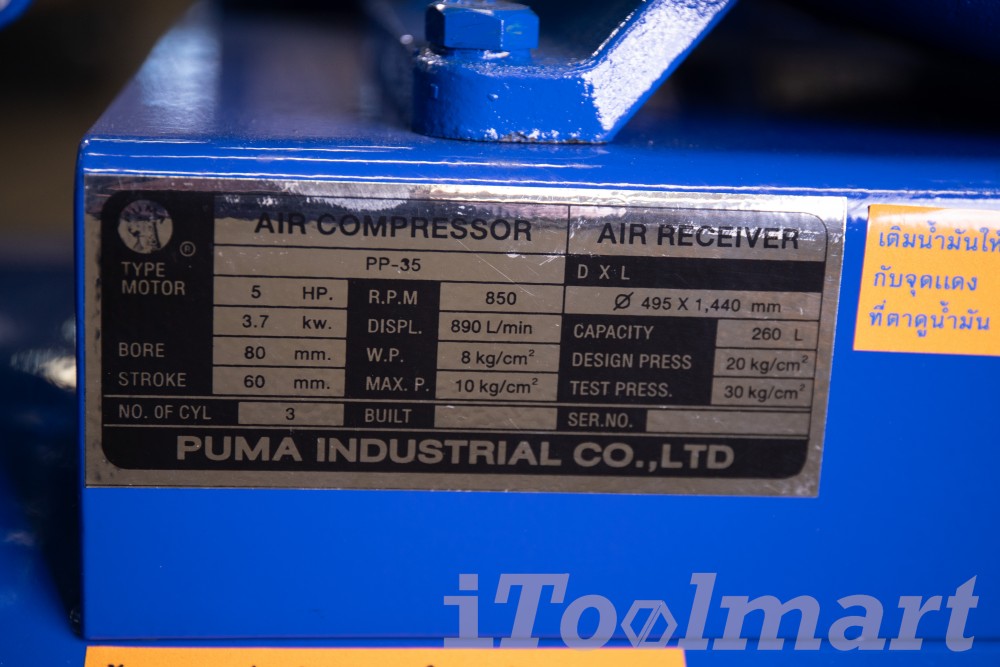 AIR COMPRESSOR AIR RECEIVER
®
TYPE PP-35 D X L
MOTOR 5 HP. R.P.M 850 Ø 495 X 1,440 mm
3.7 kw. DISPL. 890 L/min CAPACITY 260 L
BORE 80 mm. W.P. 8 kg/cm² DESIGN PRESS 20 kg/cm²
STROKE 60 mm. MAX. P. 10 kg/cm² TEST PRESS. 30 kg/cm²
NO. OF CYL 3 BUILT SER.NO.
PUMA INDUSTRIAL CO.,LTD
เติมน้ำมันให้
กับจุดแดง
ที่ตาดูน้ำมัน
iToolmart